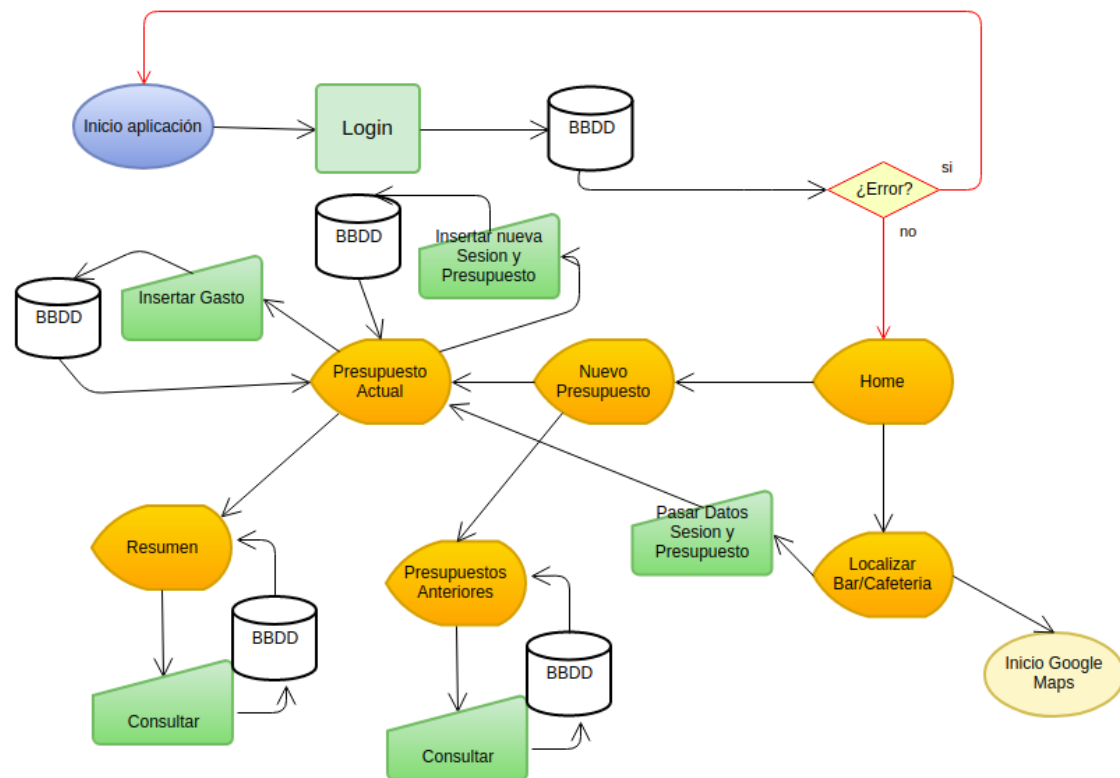 Inicio aplicación
Login
BBDD
¿Error?
si
no
BBDD
Insertar nueva
Sesion y
Presupuesto
Insertar Gasto
BBDD
Presupuesto
Actual
Nuevo
Presupuesto
Home
Pasar Datos
Sesion y
Presupuesto
Resumen
Presupuestos
Anteriores
Localizar
Bar/Cafeteria
BBDD
BBDD
Inicio Google
Maps
Consultar
Consultar